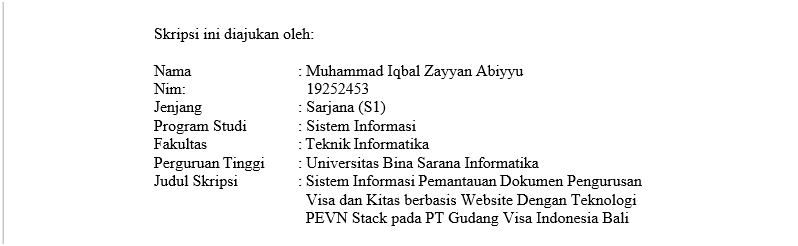 Skripsi ini diajukan oleh:
Nama : Muhammad Iqbal Zayyan Abiyyu
Nim: 19252453
Jenjang : Sarjana (S1)
Program Studi : Sistem Informasi
Fakultas : Teknik Informatika
Perguruan Tinggi : Universitas Bina Sarana Informatika
Judul Skripsi : Sistem Informasi Pemantauan Dokumen Pengurusan
Visa dan Kitas berbasis Website Dengan Teknologi
PEVN Stack pada PT Gudang Visa Indonesia Bali